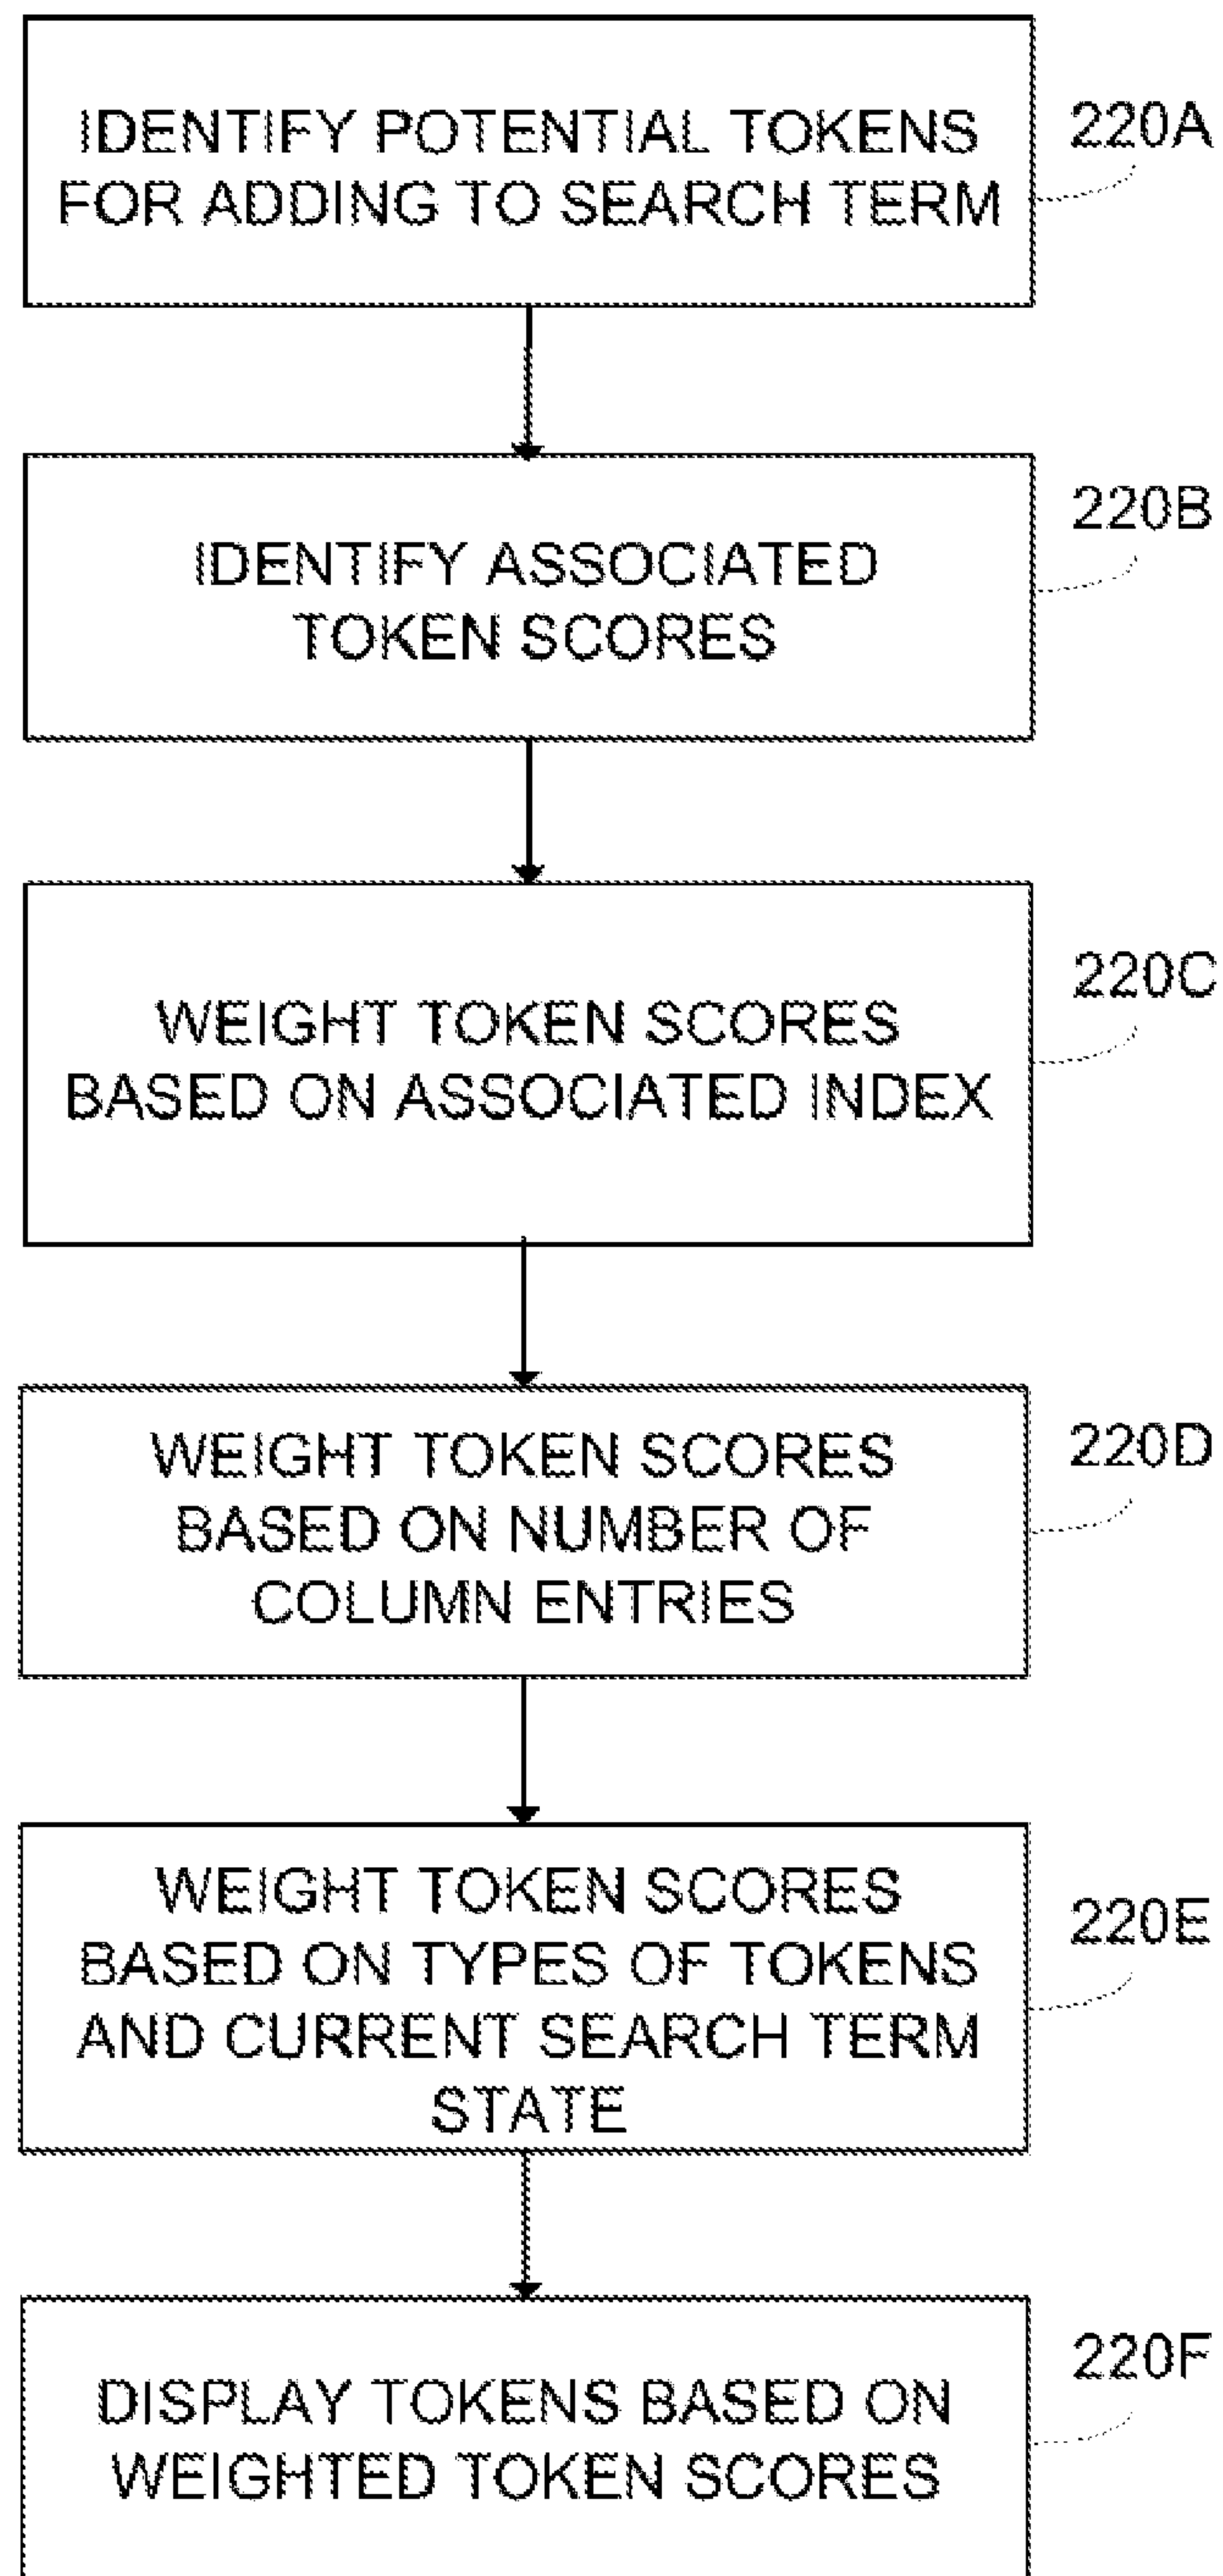 IDENTIFY POTENTIAL TOKENS
FOR ADDING TO SEARCH TERM
220A
IDENTIFY ASSOCIATED
TOKEN SCORES
220B
WEIGHT TOKEN SCORES
BASED ON ASSOCIATED INDEX
220C
WEIGHT TOKEN SCORES
BASED ON NUMBER OF
COLUMN ENTRIES
220D
WEIGHT TOKEN SCORES
BASED ON TYPES OF TOKENS
AND CURRENT SEARCH TERM
STATE
220E
DISPLAY TOKENS BASED ON
WEIGHTED TOKEN SCORES
220F